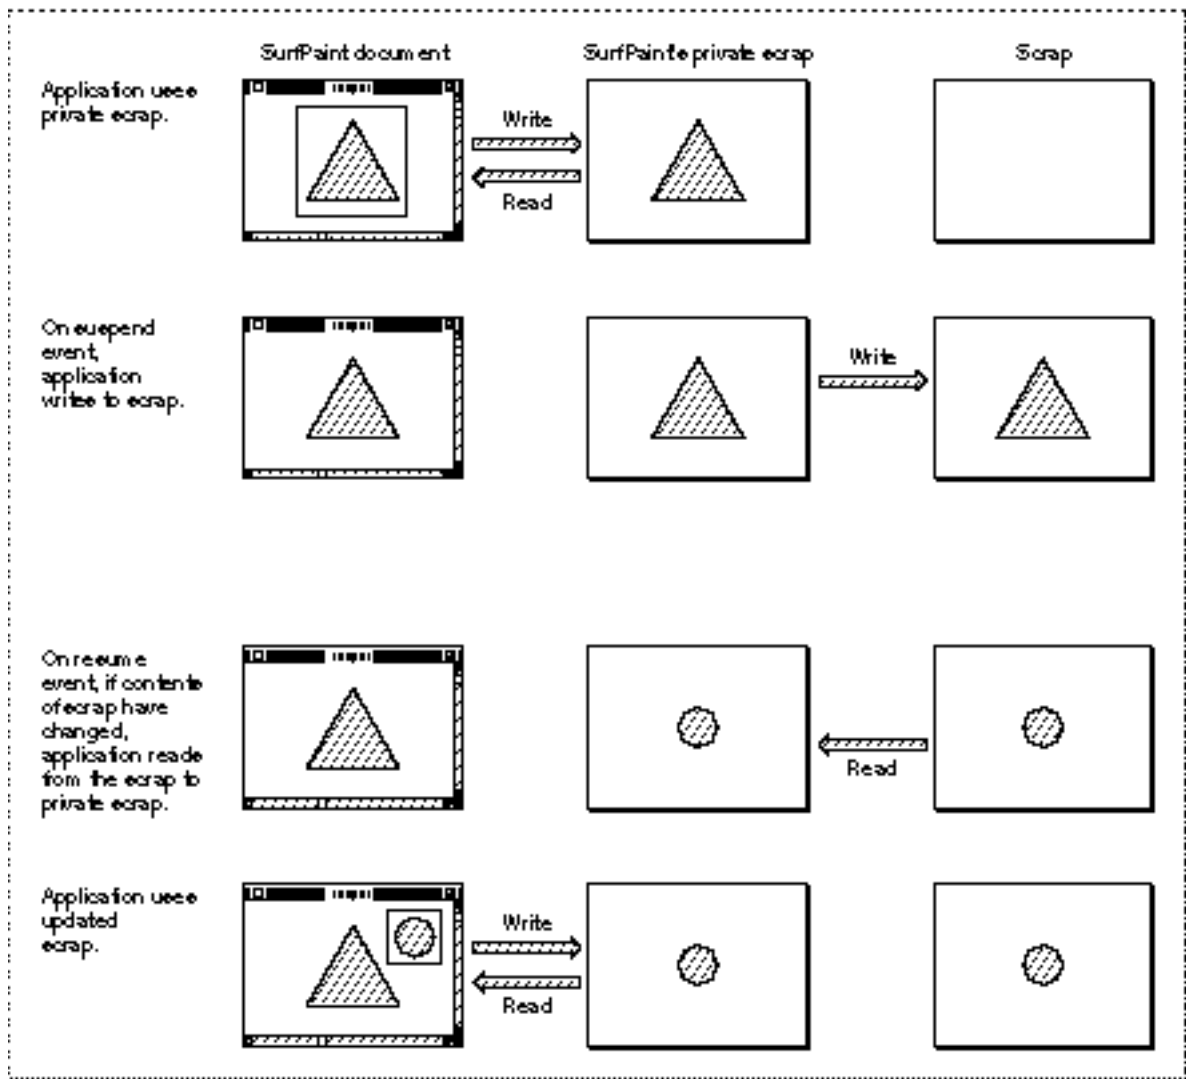 SurfPaint document
SurfPaint's private scrap
Scrap
Application uses
private scrap.
Write
Read
On suspend
event,
application
writes to scrap.
Write
On resume
event, if contents
of scrap have
changed,
application reads
from the scrap to
private scrap.
Read
Application uses
updated
scrap.
Write
Read